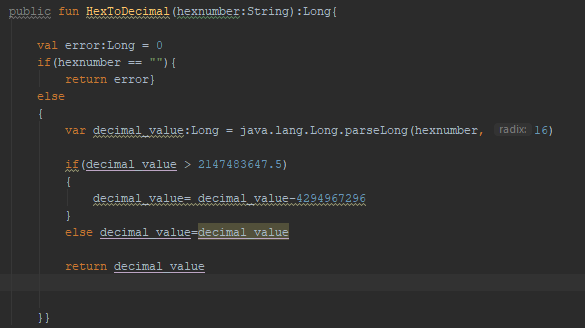 public fun HexToDecimal(hexnumber:String):Long{
val error:Long = 0
if(hexnumber == ""){
return error}
else
{
var decimal_value:Long = java.lang.Long.parseLong(hexnumber, radix: 16)
if(decimal_value > 2147483647.5)
{
decimal_value= decimal_value-4294967296
}
else decimal_value=decimal_value
return decimal_value
}}